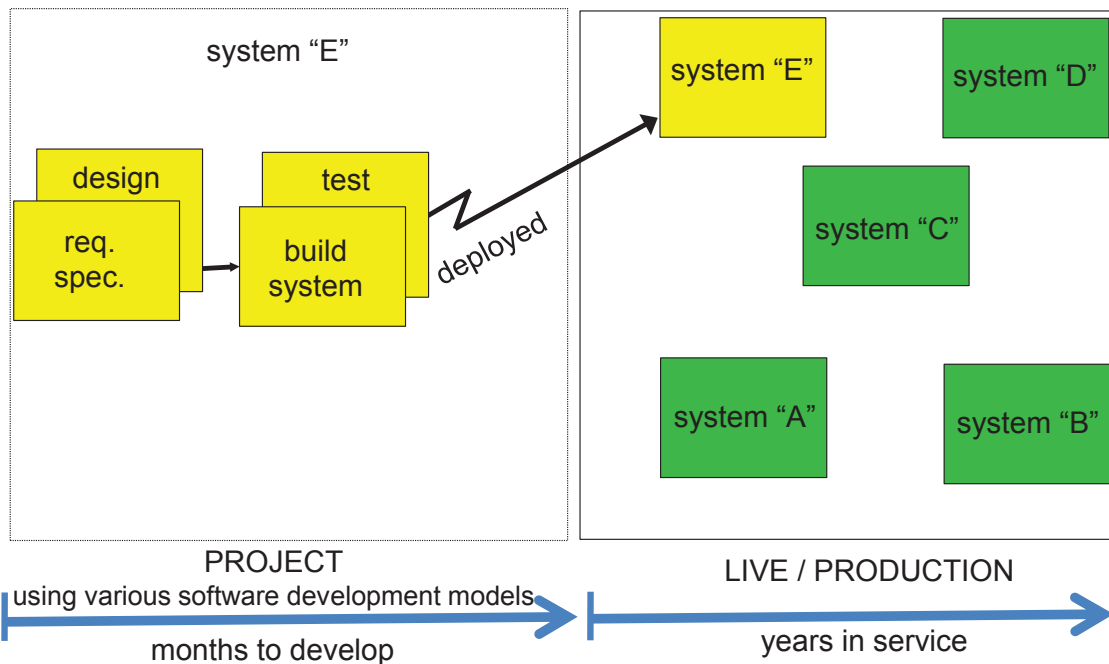 system “E”
design
req.
spec.
test
build
system
deployed
system “E”
system “D”
system “C”
system “A”
system “B”
PROJECT
using various software development models
months to develop
LIVE / PRODUCTION
years in service